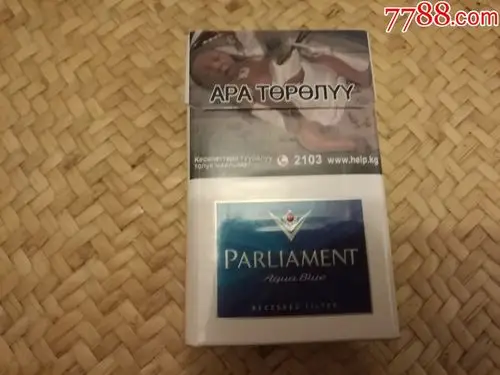 7788.com
АРА ТӨРӨЛҮҮ
2103 www.help.kg
PARLIAMENT
Aqua Blue
RECESSED FILTER